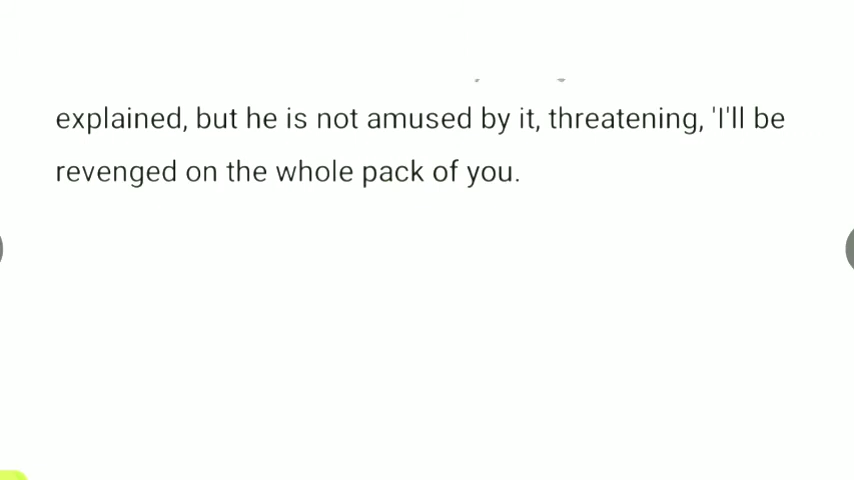 explained, but he is not amused by it, threatening, 'I'll be
revenged on the whole pack of you.